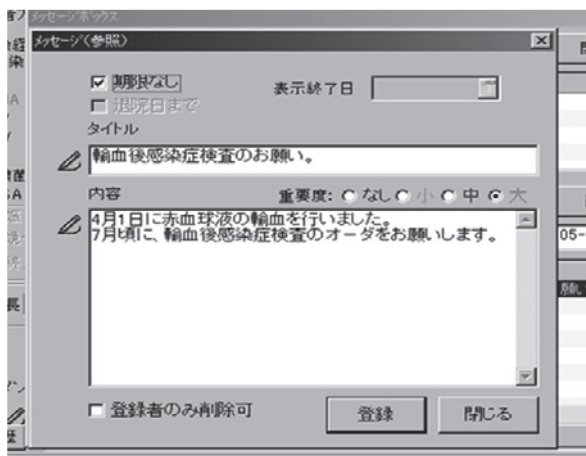 メッセージボックス
メッセージ(参照)
期限なし
表示終了日
退院日まで
タイトル
輸血後感染症検査のお願い。
内容
重要度: なし 小 中 大
4月1日に赤血球液の輸血を行いました。
7月頃に、輸血後感染症検査のオーダをお願いします。
登録者のみ削除可
登録
閉じる
05-
願い